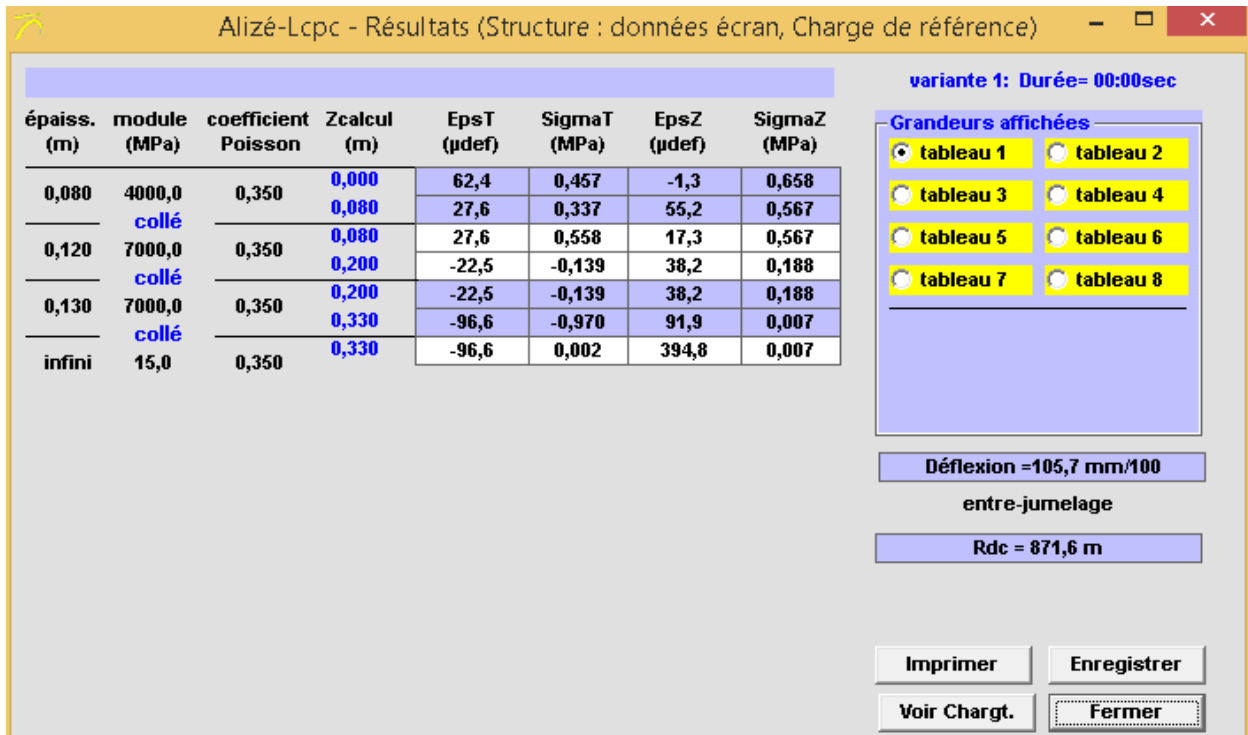 Alizé-Lcpc - Résultats (Structure : données écran, Charge de référence)
variante 1: Durée= 00:00sec
épaiss. module coefficient Zcalcul EpsT SigmaT EpsZ SigmaZ
(m) (MPa) Poisson (m) (µdef) (MPa) (µdef) (MPa)
0,000 62,4 0,457 -1,3 0,658
0,080 4000,0 0,350
0,080 27,6 0,337 55,2 0,567
collé
0,080 27,6 0,558 17,3 0,567
0,120 7000,0 0,350
0,200 -22,5 -0,139 38,2 0,188
collé
0,200 -22,5 -0,139 38,2 0,188
0,130 7000,0 0,350
0,330 -96,6 -0,970 91,9 0,007
collé
0,330 -96,6 0,002 394,8 0,007
infini 15,0 0,350
Grandeurs affichées
tableau 1 tableau 2
tableau 3 tableau 4
tableau 5 tableau 6
tableau 7 tableau 8
Déflexion =105,7 mm/100
entre-jumelage
Rdc = 871,6 m
Imprimer Enregistrer
Voir Chargt. Fermer